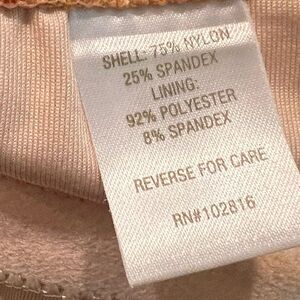 SHELL: 75% NYLON
25% SPANDEX
LINING:
92% POLYESTER
8% SPANDEX
REVERSE FOR CARE
RN#102816